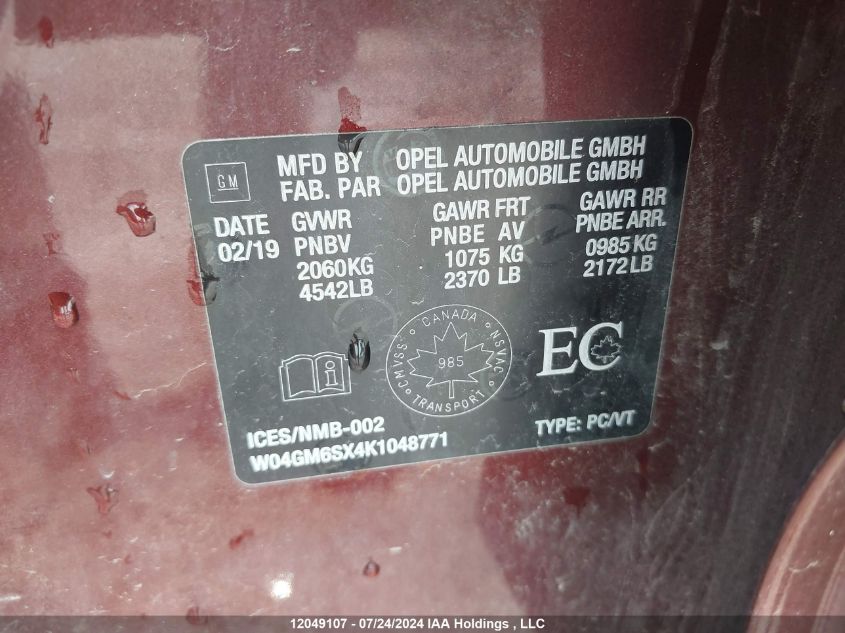 GM
MFD BY OPEL AUTOMOBILE GMBH
FAB. PAR OPEL AUTOMOBILE GMBH
DATE GVWR GAWR FRT GAWR RR
02/19 PNBV PNBE AV PNBE ARR.
2060KG 1075 KG 0985KG
4542LB 2370 LB 2172LB
CANADA
CMVSS 985 NSVAC
TRANSPORT
EC
i
ICES/NMB-002 TYPE: PC/VT
W04GM6SX4K1048771
12049107 - 07/24/2024 IAA Holdings , LLC